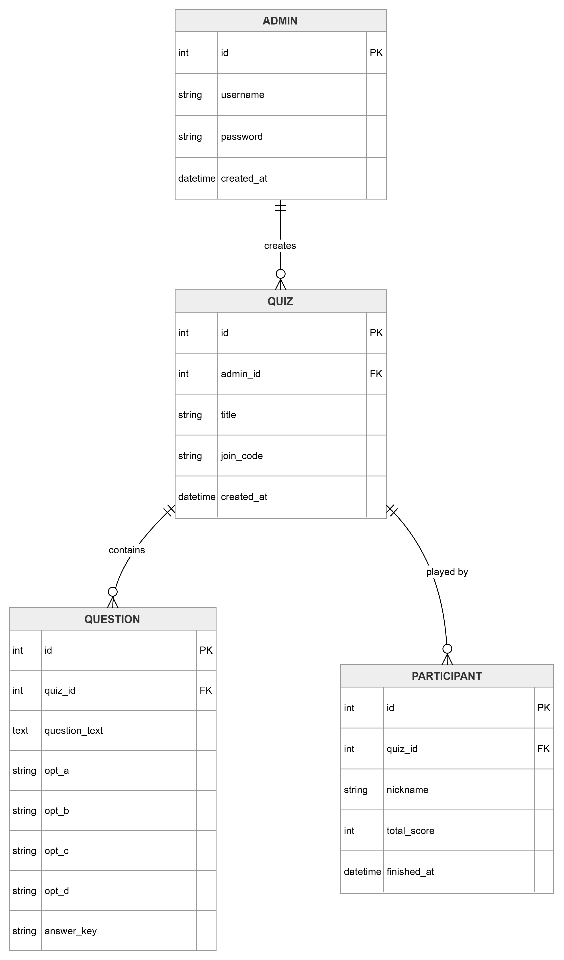 ADMIN
int id PK
string username
string password
datetime created_at
creates
QUIZ
int id PK
int admin_id FK
string title
string join_code
datetime created_at
contains
played by
QUESTION
int id PK
int quiz_id FK
text question_text
string opt_a
string opt_b
string opt_c
string opt_d
string answer_key
PARTICIPANT
int id PK
int quiz_id FK
string nickname
int total_score
datetime finished_at